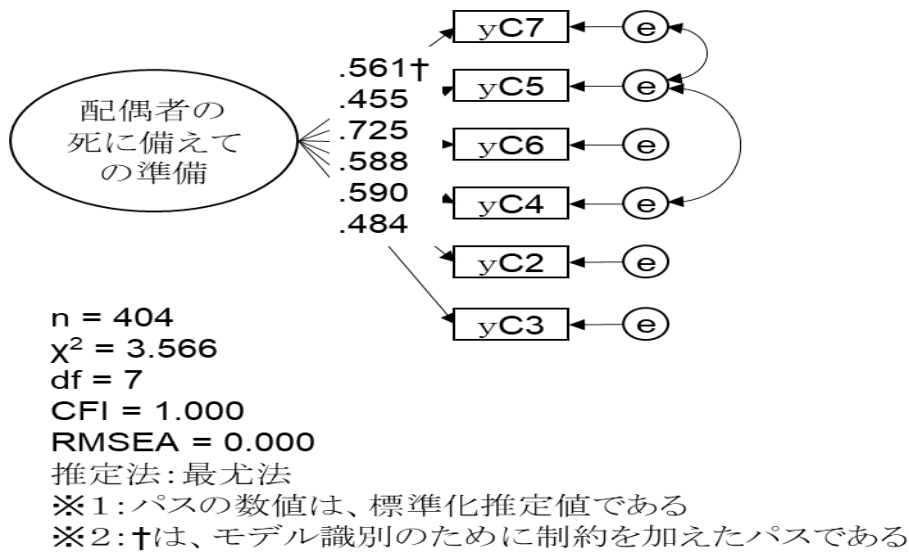 配偶者の
死に備えて
の準備
.561†
.455
.725
.588
.590
.484
yC7
e
yC5
e
yC6
e
yC4
e
yC2
e
yC3
e
n = 404
χ² = 3.566
df = 7
CFI = 1.000
RMSEA = 0.000
推定法:最尤法
※1:パスの数値は、標準化推定値である
※2:†は、モデル識別のために制約を加えたパスである